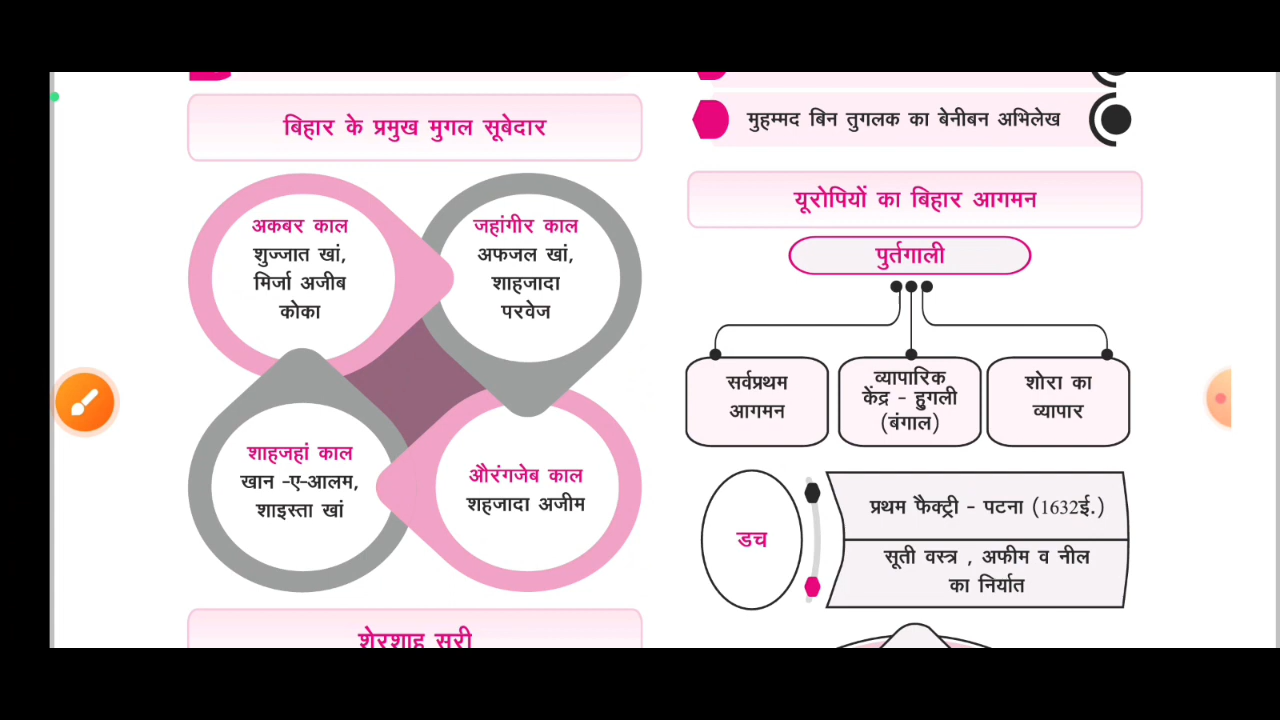 बिहार के प्रमुख मुगल सूबेदार
अकबर काल
शुज्जात खां,
मिर्जा अजीब
कोका
जहांगीर काल
अफजल खां,
शाहजादा
परवेज
शाहजहां काल
खान -ए-आलम,
शाइस्ता खां
औरंगजेब काल
शहजादा अजीम
शेरशाह सूरी
मुहम्मद बिन तुगलक का बेनीबन अभिलेख
यूरोपियों का बिहार आगमन
पुर्तगाली
सर्वप्रथम
आगमन
व्यापारिक
केंद्र - हुगली
(बंगाल)
शोरा का
व्यापार
डच
प्रथम फैक्ट्री - पटना (1632ई.)
सूती वस्त्र , अफीम व नील
का निर्यात